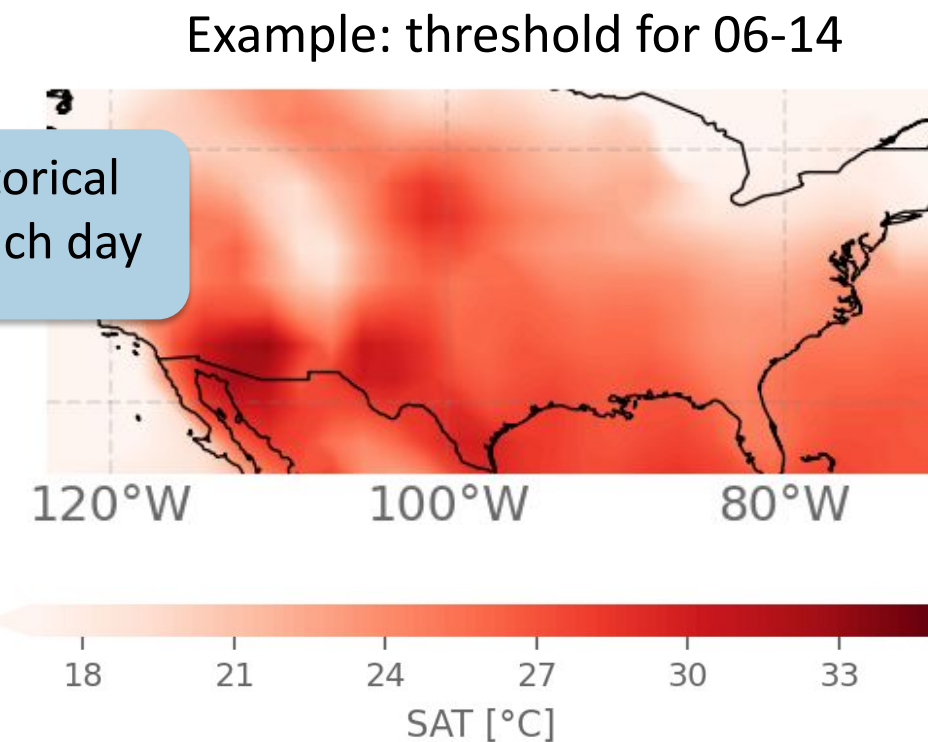 Example: threshold for 06-14
orical
ch day
120°W 100°W 80°W
18 21 24 27 30 33
SAT [°C]